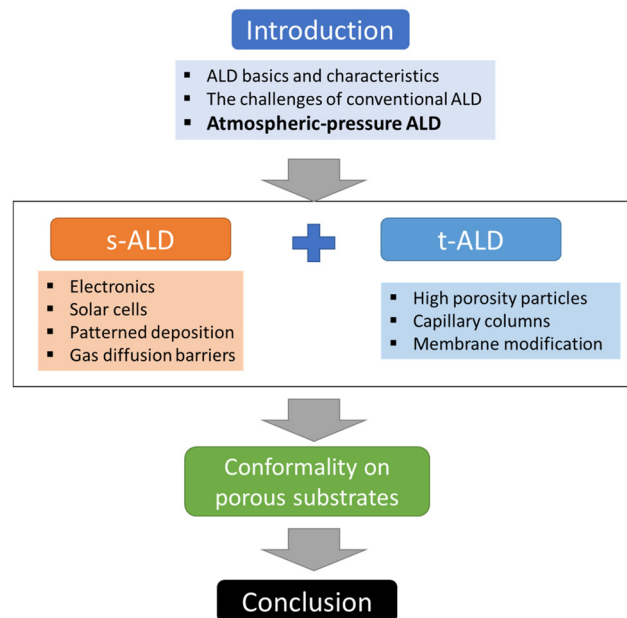 Introduction
▪ ALD basics and characteristics
▪ The challenges of conventional ALD
▪ Atmospheric-pressure ALD
s-ALD
▪ Electronics
▪ Solar cells
▪ Patterned deposition
▪ Gas diffusion barriers
t-ALD
▪ High porosity particles
▪ Capillary columns
▪ Membrane modification
Conformality on
porous substrates
Conclusion